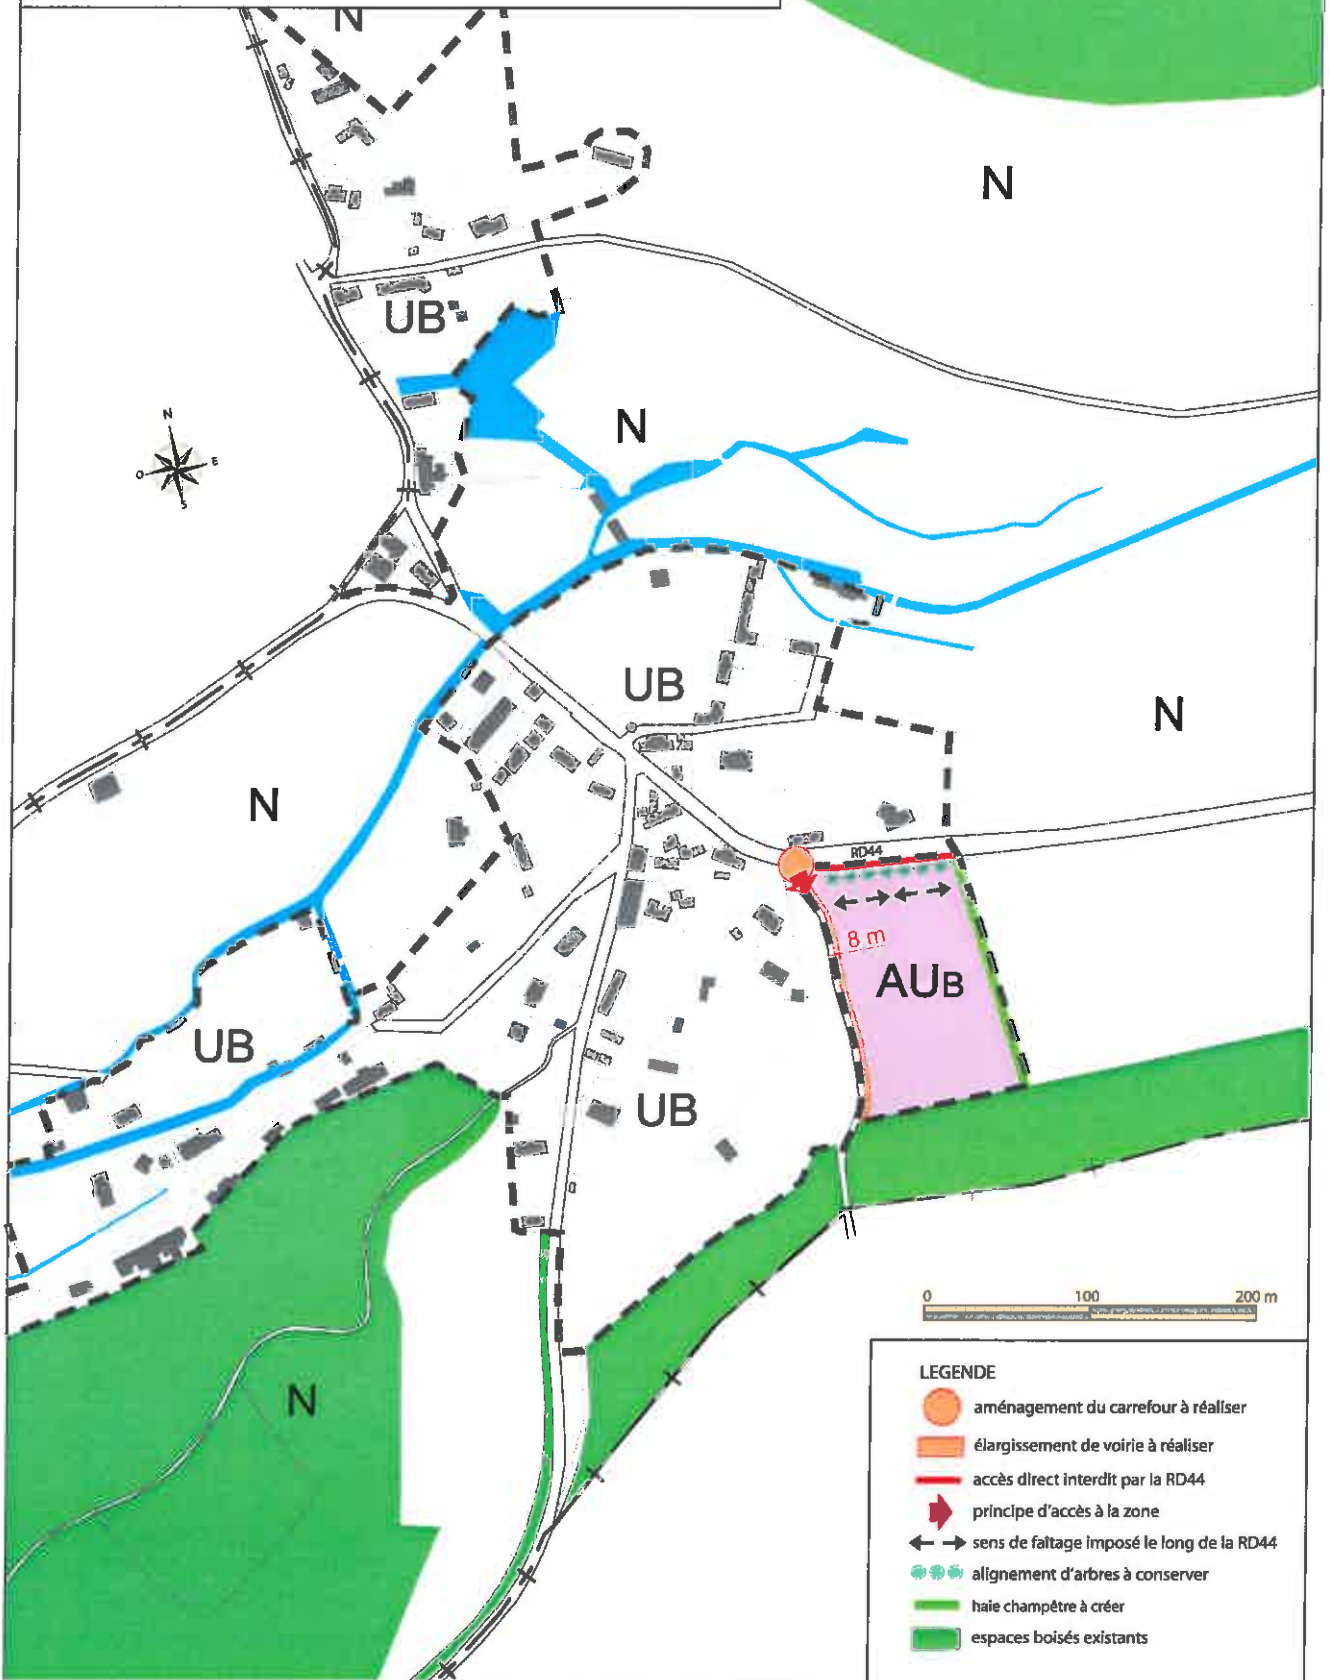 N
N
UB
N
N
O
E
S
UB
N
N
RD44
8 m
AUB
UB
UB
0 100 200 m
N
LEGENDE
aménagement du carrefour à réaliser
élargissement de voirie à réaliser
accès direct interdit par la RD44
principe d'accès à la zone
sens de faîtage imposé le long de la RD44
alignement d'arbres à conserver
haie champêtre à créer
espaces boisés existants